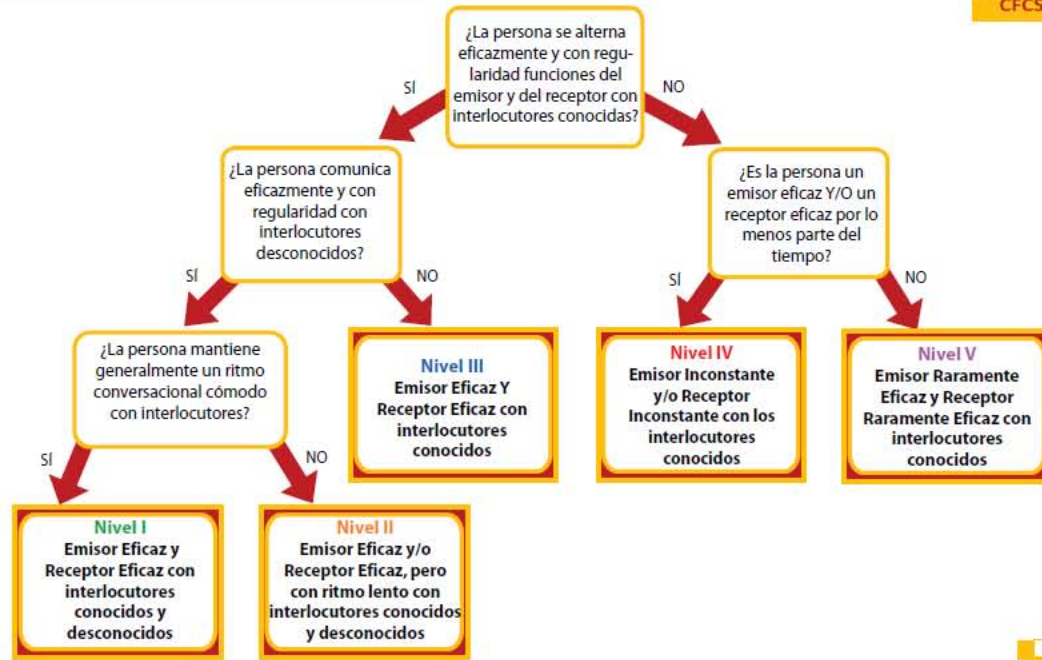 CFCS
¿La persona se alterna
eficazmente y con regu-
laridad funciones del
emisor y del receptor con
interlocutores conocidas?
SÍ
NO
¿La persona comunica
eficazmente y con
regularidad con
interlocutores
desconocidos?
¿Es la persona un
emisor eficaz Y/O un
receptor eficaz por lo
menos parte del
tiempo?
SÍ
NO
SÍ
NO
¿La persona mantiene
generalmente un ritmo
conversacional cómodo
con interlocutores?
Nivel III
Emisor Eficaz Y
Receptor Eficaz con
interlocutores
conocidos
Nivel IV
Emisor Inconstante
y/o Receptor
Inconstante con los
interlocutores
conocidos
Nivel V
Emisor Raramente
Eficaz y Receptor
Raramente Eficaz con
interlocutores
conocidos
SÍ
NO
Nivel I
Emisor Eficaz y
Receptor Eficaz con
interlocutores
conocidos y
desconocidos
Nivel II
Emisor Eficaz y/o
Receptor Eficaz, pero
con ritmo lento con
interlocutores conocidos
y desconocidos